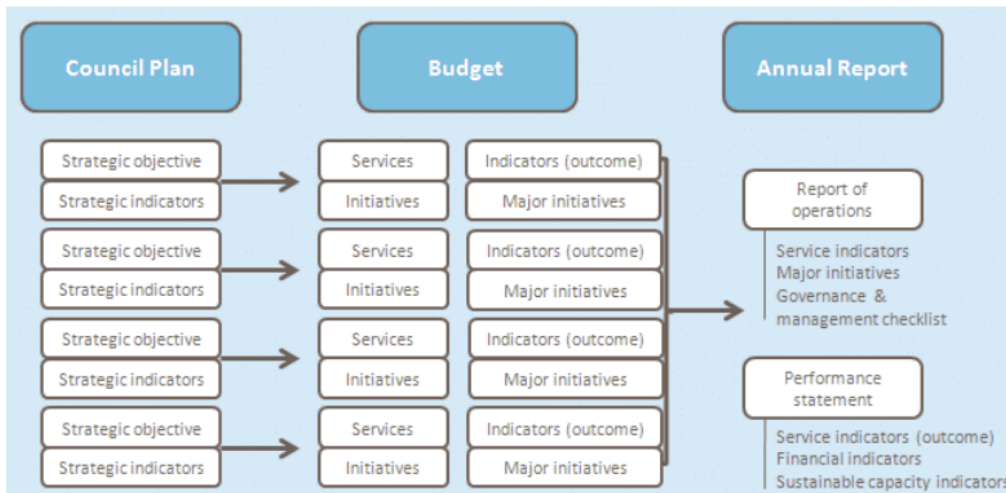 Council Plan
Budget
Annual Report
Strategic objective
Strategic indicators
Strategic objective
Strategic indicators
Strategic objective
Strategic indicators
Strategic objective
Strategic indicators
Services
Initiatives
Services
Initiatives
Services
Initiatives
Services
Initiatives
Indicators (outcome)
Major initiatives
Indicators (outcome)
Major initiatives
Indicators (outcome)
Major initiatives
Indicators (outcome)
Major initiatives
Report of
operations
Service indicators
Major initiatives
Governance &
management checklist
Performance
statement
Service indicators (outcome)
Financial indicators
Sustainable capacity indicators